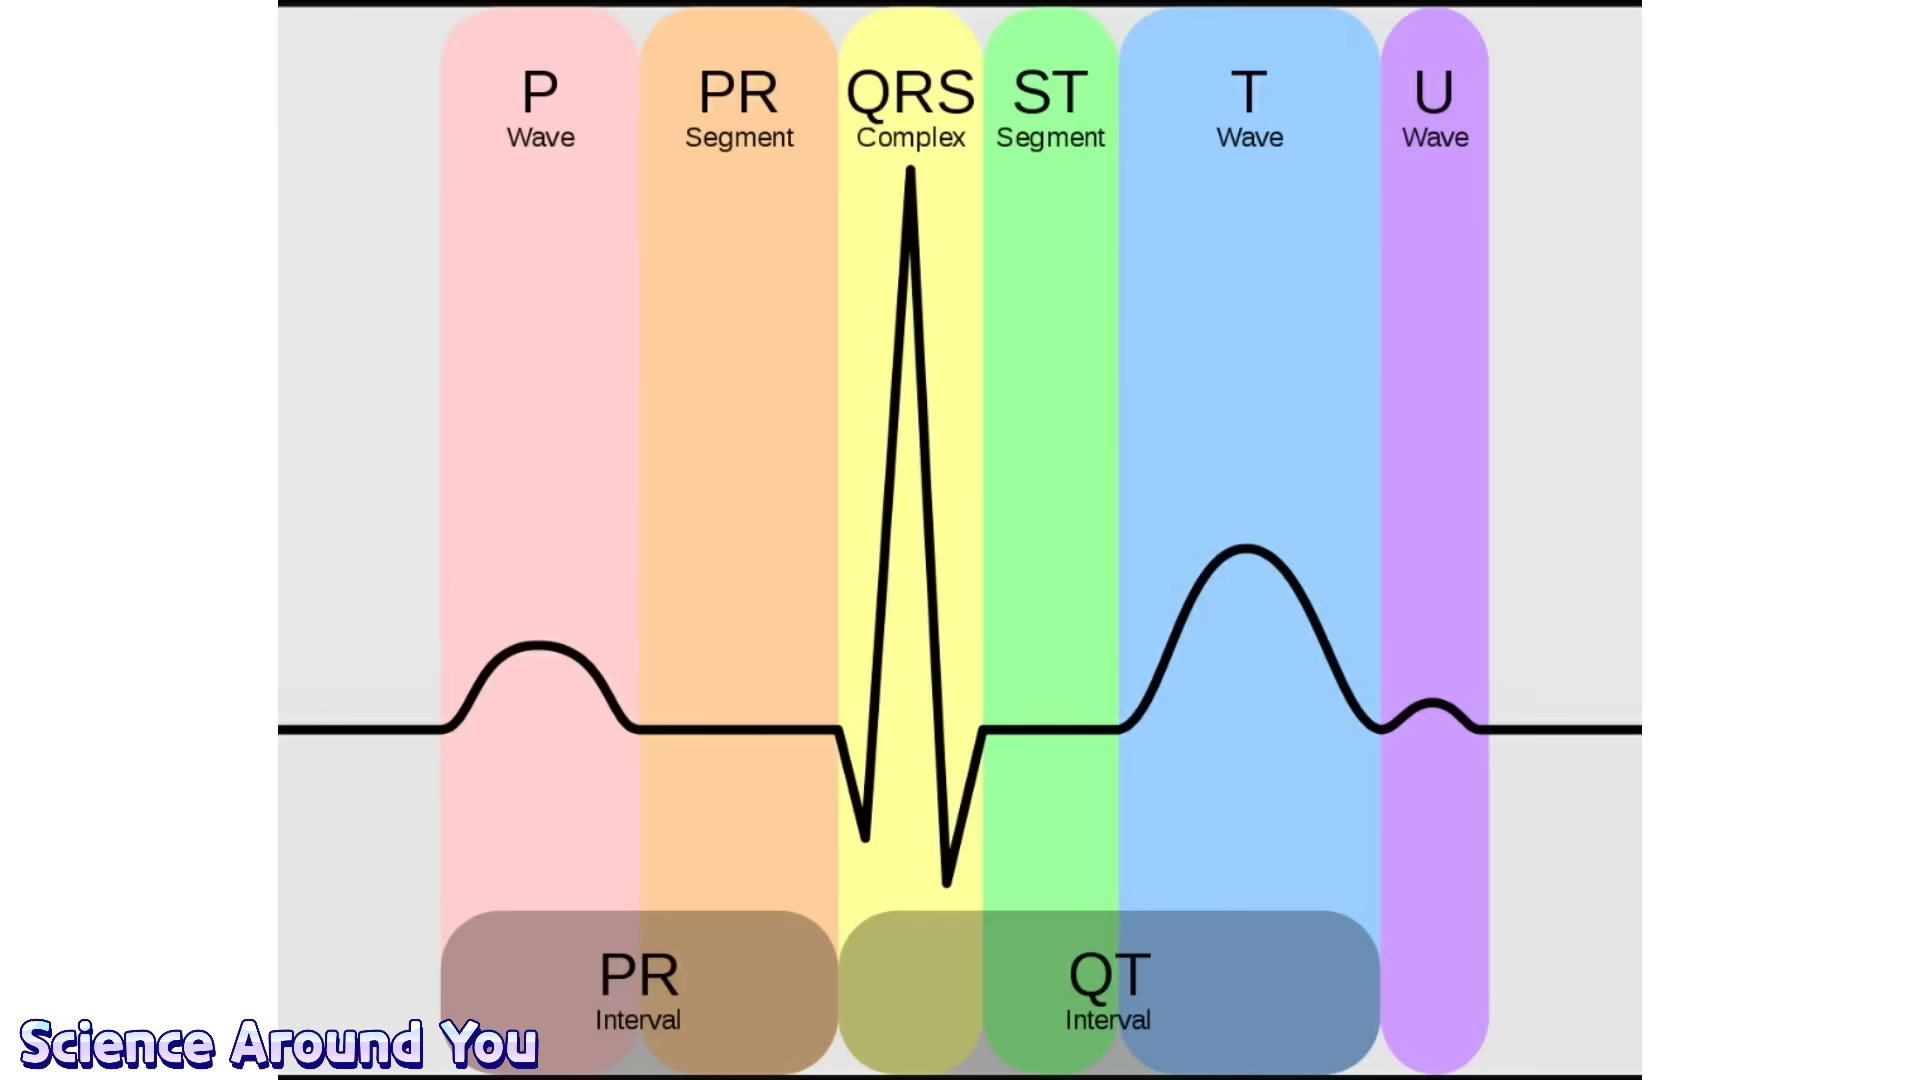 P
Wave
PR
Segment
QRS
Complex
ST
Segment
T
Wave
U
Wave
PR
Interval
QT
Interval
Science Around You